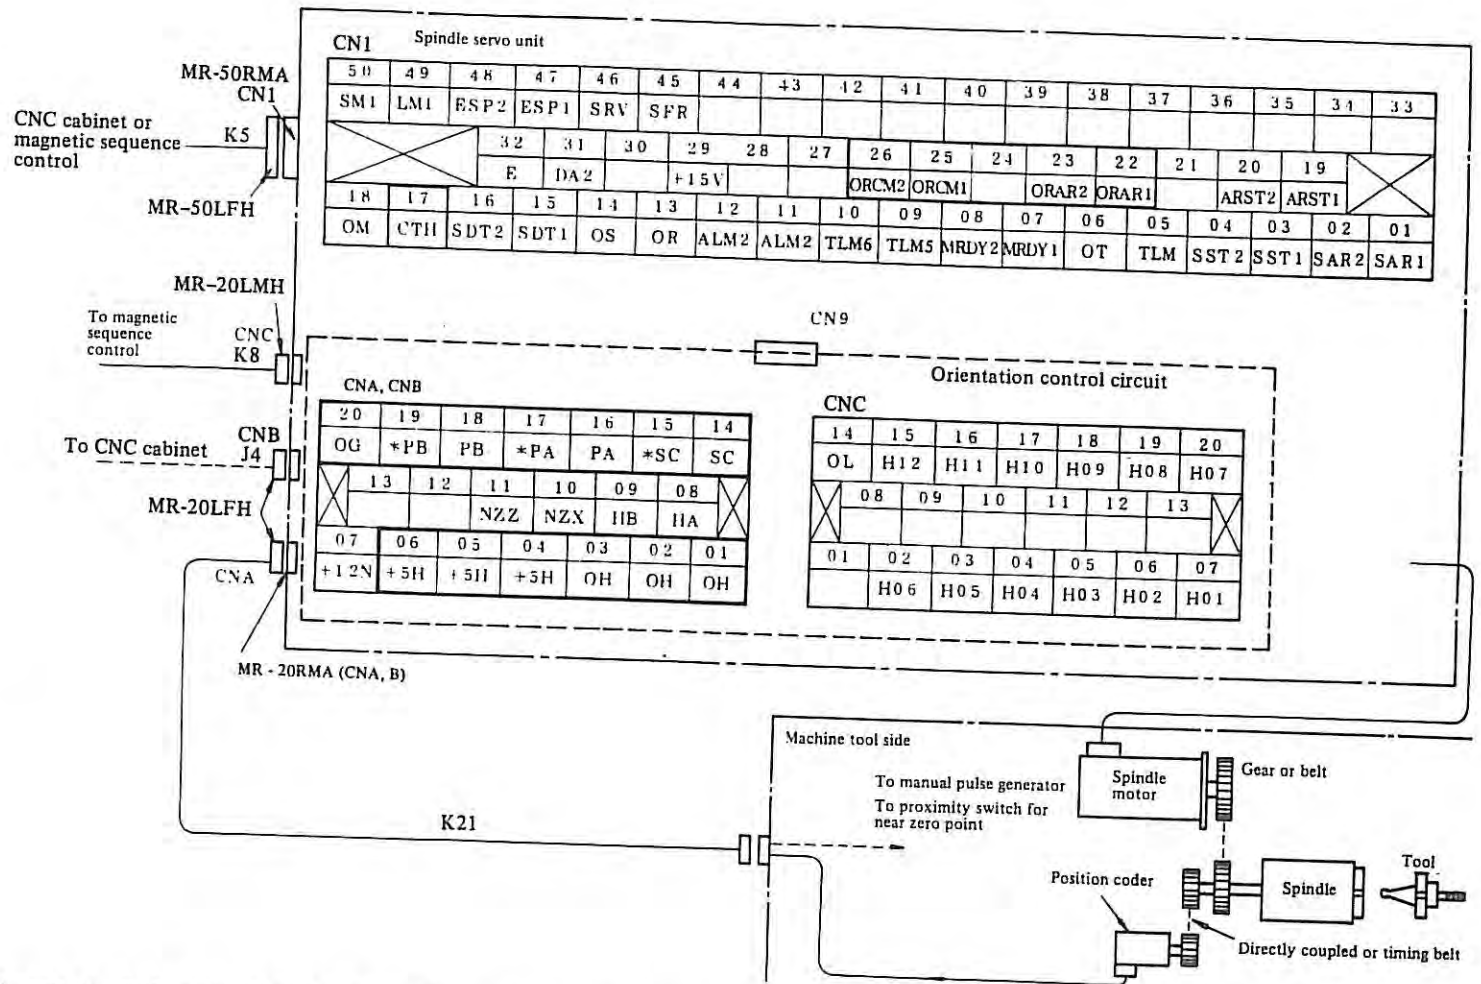 CN1 Spindle servo unit
MR-50RMA
CN1
CNC cabinet or
magnetic sequence
control
K5
MR-50LFH
50 49 48 47 46 45 44 43 42 41 40 39 38 37 36 35 34 33
SM1 LM1 ESP2 ESP1 SRV SFR
32 31 30 29 28 27 26 25 24 23 22 21 20 19
E DA2 +15V ORCM2 ORCM1 ORAR2 ORAR1 ARST2 ARST1
18 17 16 15 14 13 12 11 10 09 08 07 06 05 04 03 02 01
OM CTH SDT2 SDT1 OS OR ALM2 ALM2 TLM6 TLM5 MRDY2 MRDY1 OT TLM SST2 SST1 SAR2 SAR1
MR-20LMH
To magnetic
sequence
control
CNC
K8
CN9
Orientation control circuit
CNA, CNB
20 19 18 17 16 15 14
OG *PB PB *PA PA *SC SC
13 12 11 10 09 08
NZZ NZX HB HA
07 06 05 04 03 02 01
+12N +5H +5H +5H OH OH OH
CNC
14 15 16 17 18 19 20
OL H12 H11 H10 H09 H08 H07
08 09 10 11 12 13
01 02 03 04 05 06 07
H06 H05 H04 H03 H02 H01
To CNC cabinet
CNB
J4
MR-20LFH
CNA
MR - 20RMA (CNA, B)
K21
Machine tool side
To manual pulse generator
To proximity switch for
near zero point
Spindle
motor
Gear or belt
Position coder
Spindle
Tool
Directly coupled or timing belt